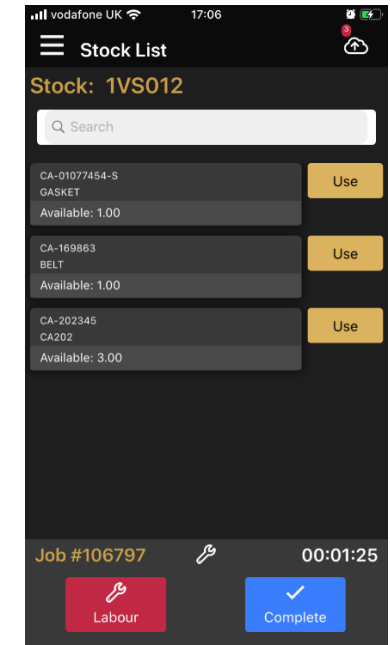 vodafone UK 17:06
3
Stock List
Stock: 1VS012
Search
CA-01077454-S
GASKET
Use
Available: 1.00
CA-169863
BELT
Use
Available: 1.00
CA-202345
CA202
Use
Available: 3.00
Job #106797 00:01:25
Labour Complete